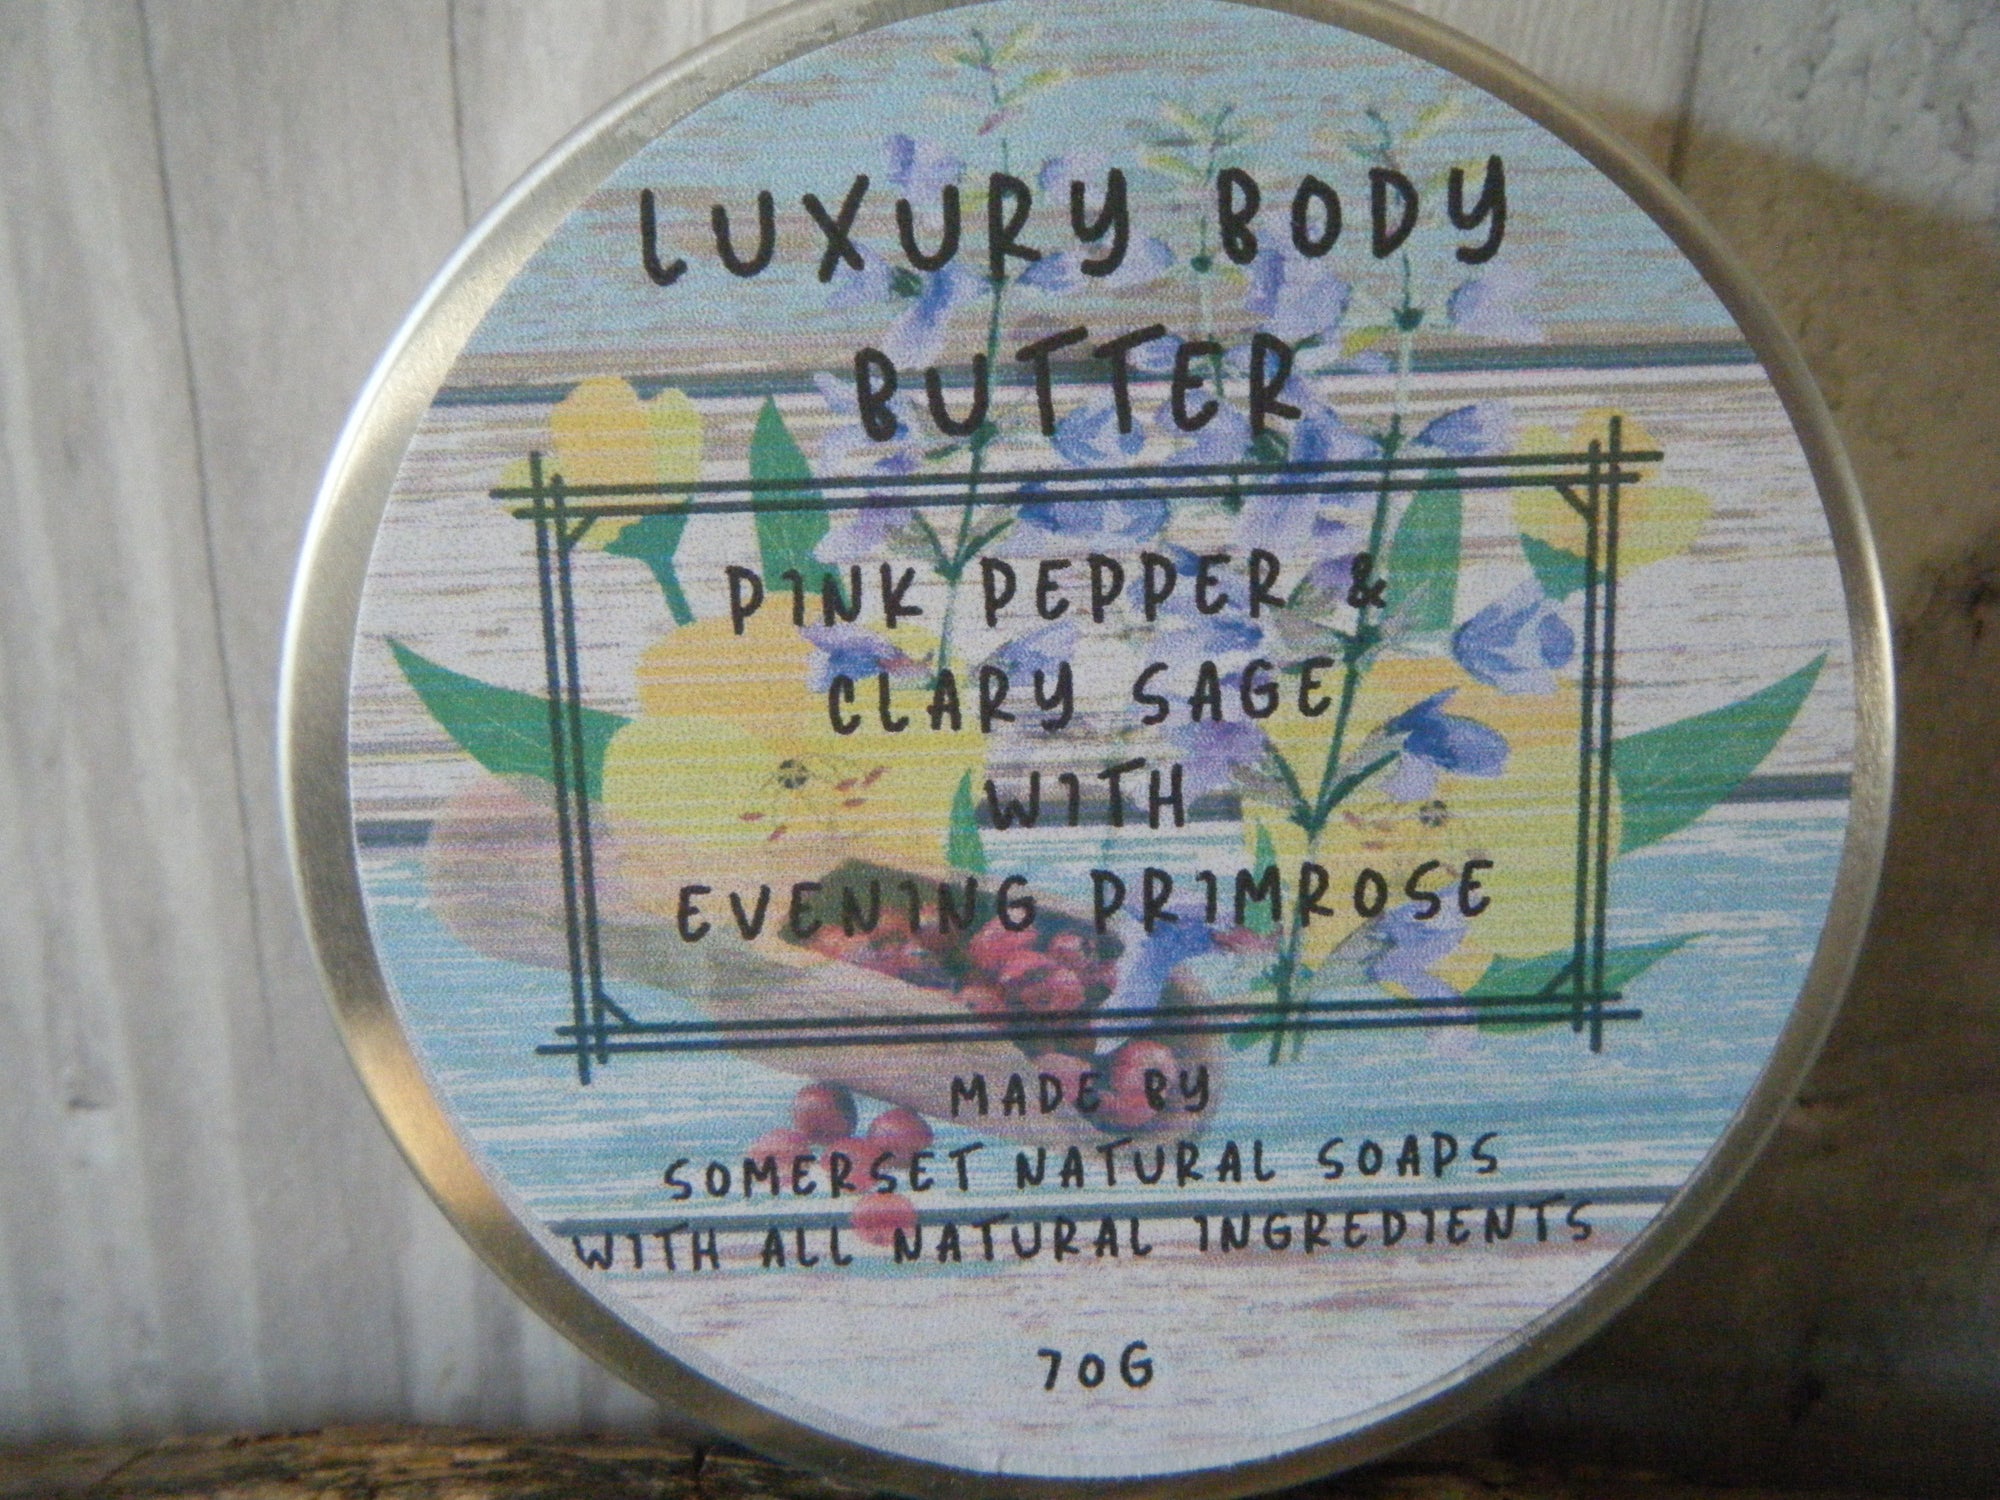 LUXURY BODY
BUTTER
PINK PEPPER &
CLARY SAGE
WITH
EVENING PRIMROSE
MADE BY
SOMERSET NATURAL SOAPS
WITH ALL NATURAL INGREDIENTS
70G